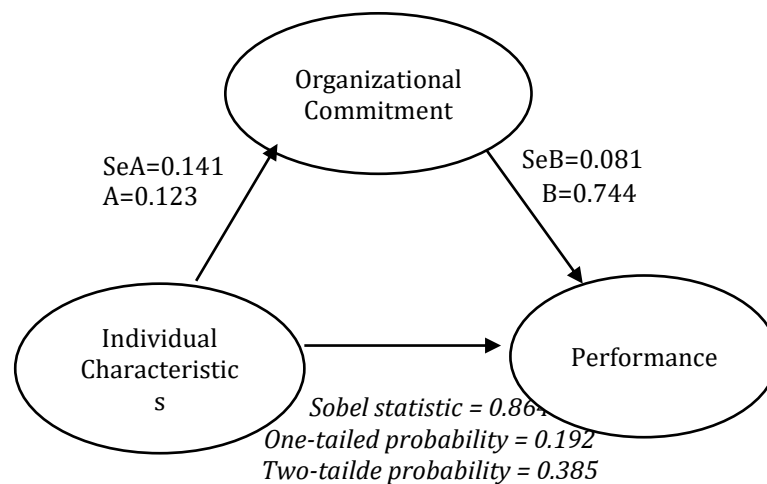 Organizational
Commitment
SeA=0.141
A=0.123
SeB=0.081
B=0.744
Individual
Characteristic
s
Performance
Sobel statistic = 0.864
One-tailed probability = 0.192
Two-tailde probability = 0.385